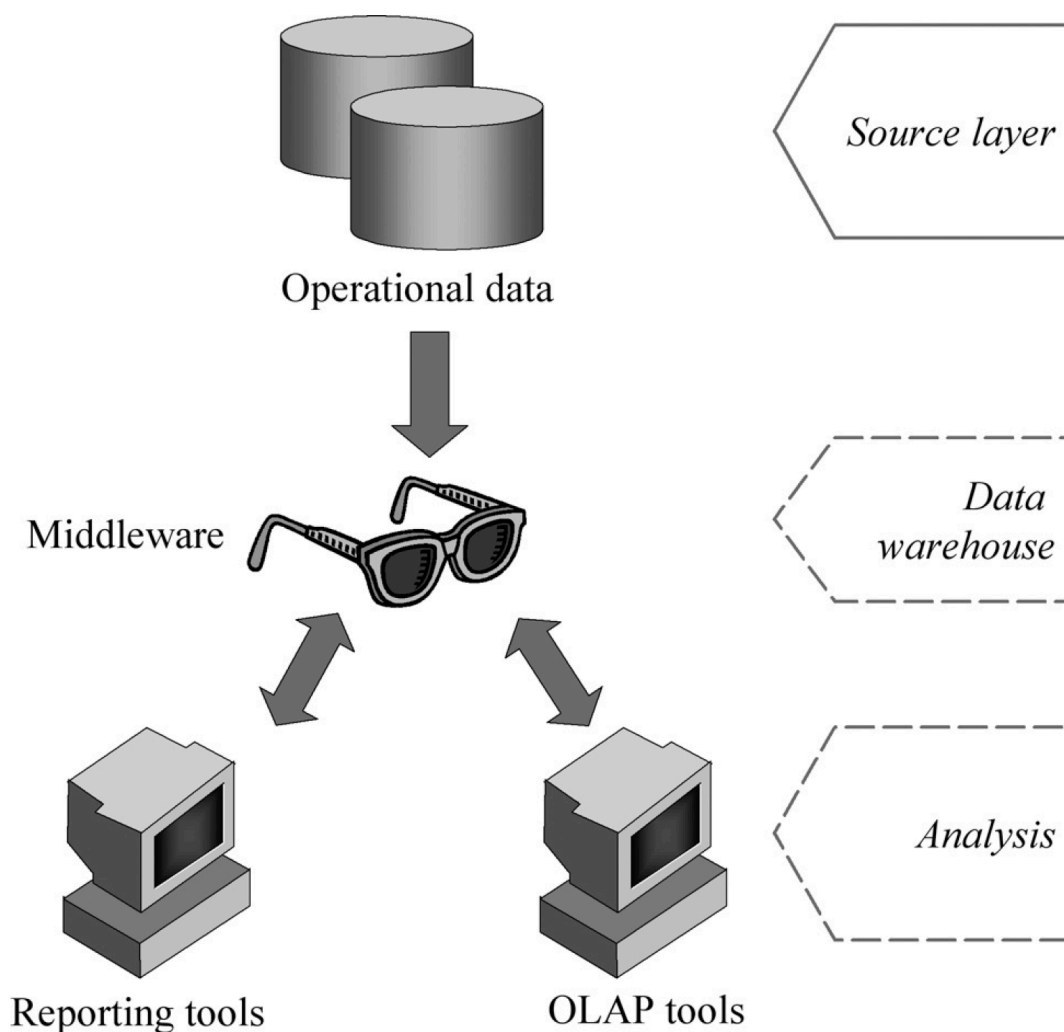 Source layer
Operational data
Middleware
Data
warehouse
Analysis
Reporting tools
OLAP tools